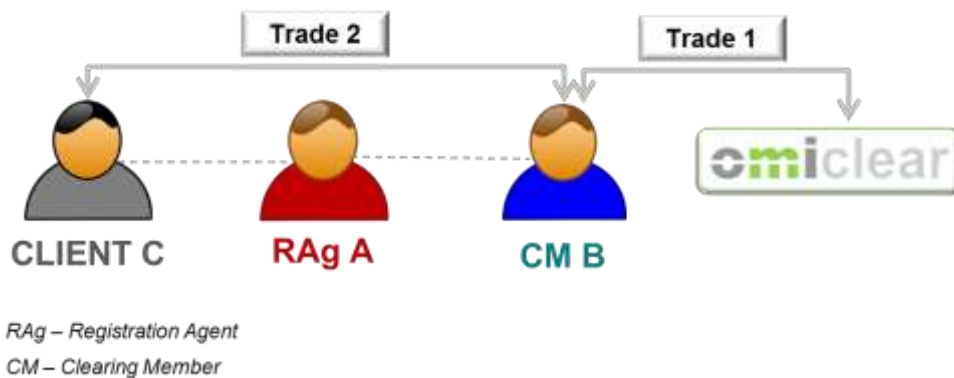 Trade 2
Trade 1
omiclear
CLIENT C
RAg A
CM B
RAg – Registration Agent
CM – Clearing Member